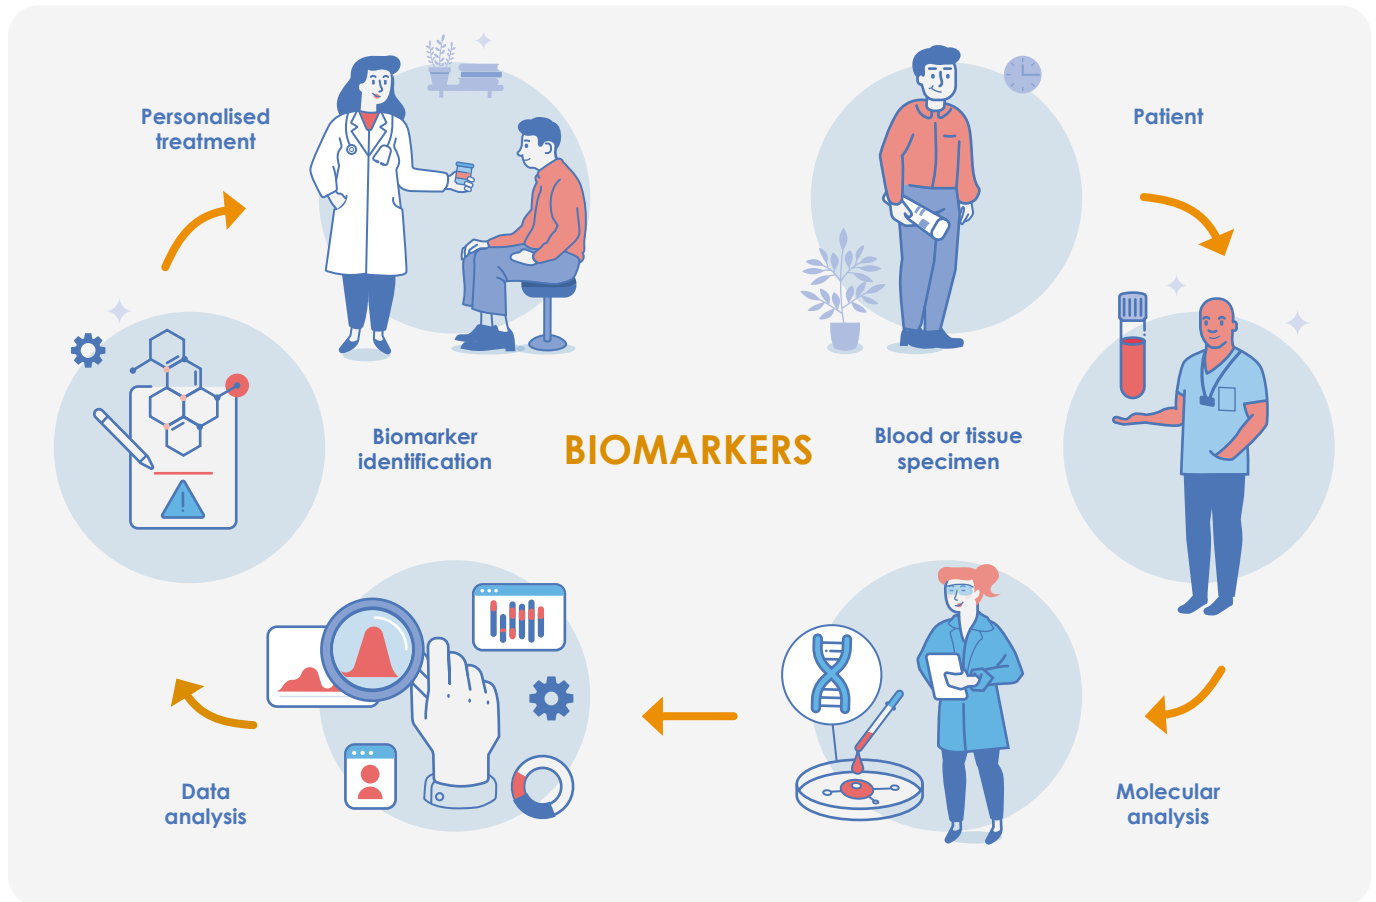 Personalised
treatment
Patient
Biomarker
identification
BIOMARKERS
Blood or tissue
specimen
Data
analysis
Molecular
analysis